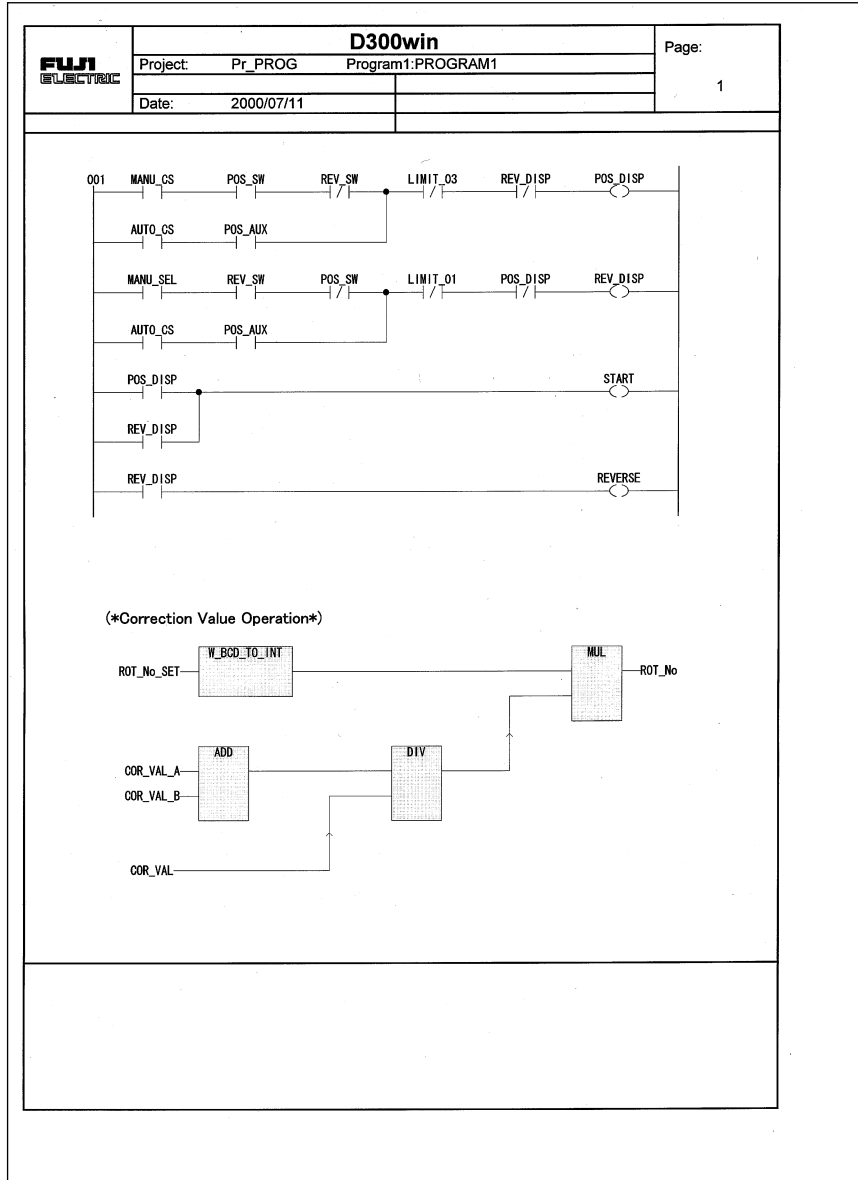 D300win
Page:
FUJI
ELECTRIC
Project: Pr_PROG Program1:PROGRAM1
1
Date: 2000/07/11
001 MANU_CS POS_SW REV_SW LIMIT_03 REV_DISP POS_DISP
AUTO_CS POS_AUX
MANU_SEL REV_SW POS_SW LIMIT_01 POS_DISP REV_DISP
AUTO_CS POS_AUX
POS_DISP START
REV_DISP
REV_DISP REVERSE
(*Correction Value Operation*)
W_BCD_TO_INT MUL
ROT_No_SET ROT_No
ADD DIV
COR_VAL_A
COR_VAL_B
COR_VAL